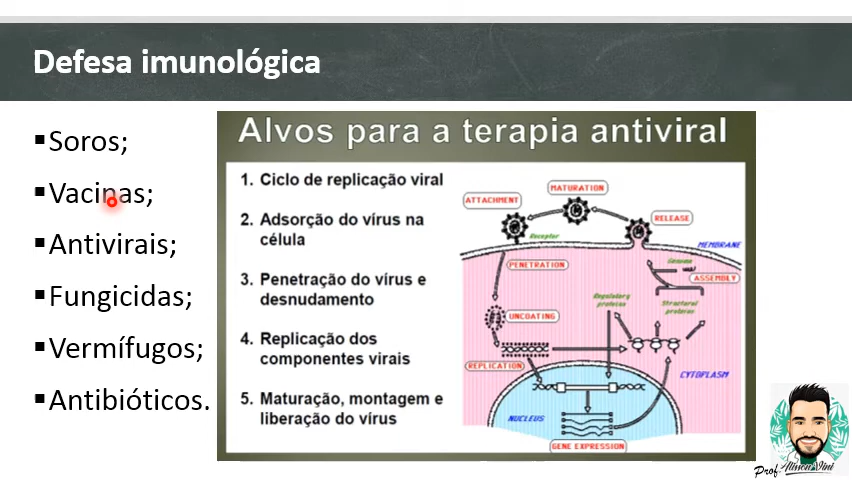 Defesa imunológica
▪Soros;
▪Vacinas;
▪Antivirais;
▪Fungicidas;
▪Vermífugos;
▪Antibióticos.
Alvos para a terapia antiviral
1. Ciclo de replicação viral
2. Adsorção do vírus na
célula
3. Penetração do vírus e
desnudamento
4. Replicação dos
componentes virais
5. Maturação, montagem e
liberação do vírus
MATURATION
ATTACHMENT
RELEASE
Receptor
MEMBRANE
PENETRATION
Genome
ASSEMBLY
Regulatory
proteins
Structural
proteins
UNCOATING
REPLICATION
CYTOPLASM
NUCLEUS
GENE EXPRESSION
Prof. Alisson Vini